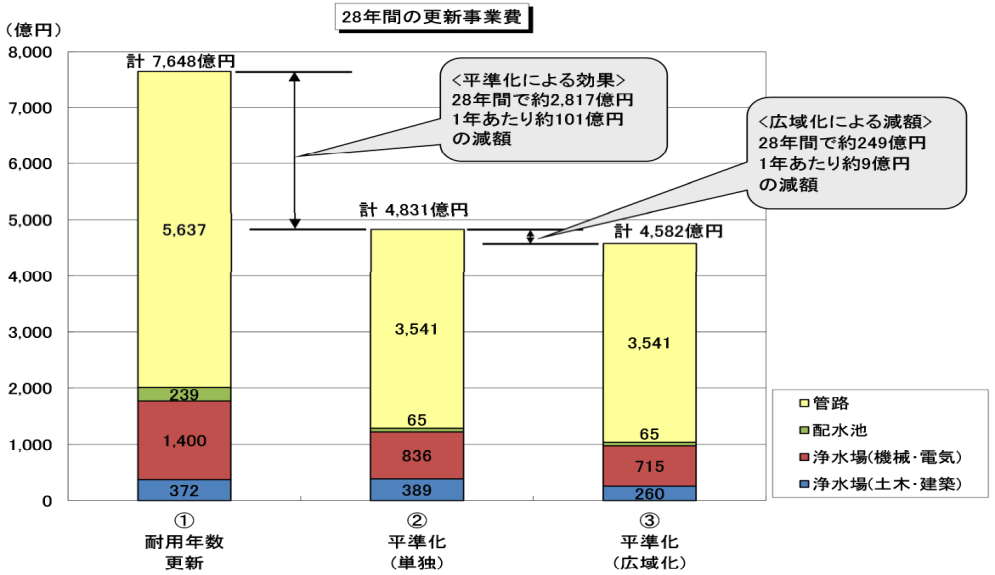 28年間の更新事業費
(億円)
8,000
7,000
6,000
5,000
4,000
3,000
2,000
1,000
0
計 7,648億円
5,637
239
1,400
372
<平準化による効果>
28年間で約2,817億円
1年あたり約101億円
の減額
計 4,831億円
3,541
65
836
389
<広域化による減額>
28年間で約249億円
1年あたり約9億円
の減額
計 4,582億円
3,541
65
715
260
管路
配水池
浄水場(機械・電気)
浄水場(土木・建築)
①
耐用年数
更新
②
平準化
(単独)
③
平準化
(広域化)